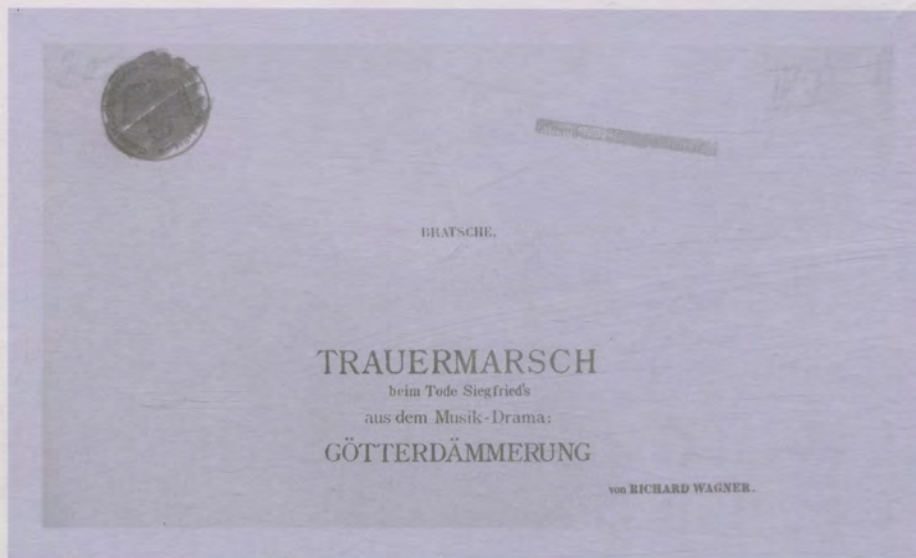 BRATSCHE.
TRAUERMARSCH
beim Tode Siegfried's
aus dem Musik-Drama:
GÖTTERDÄMMERUNG
von RICHARD WAGNER.